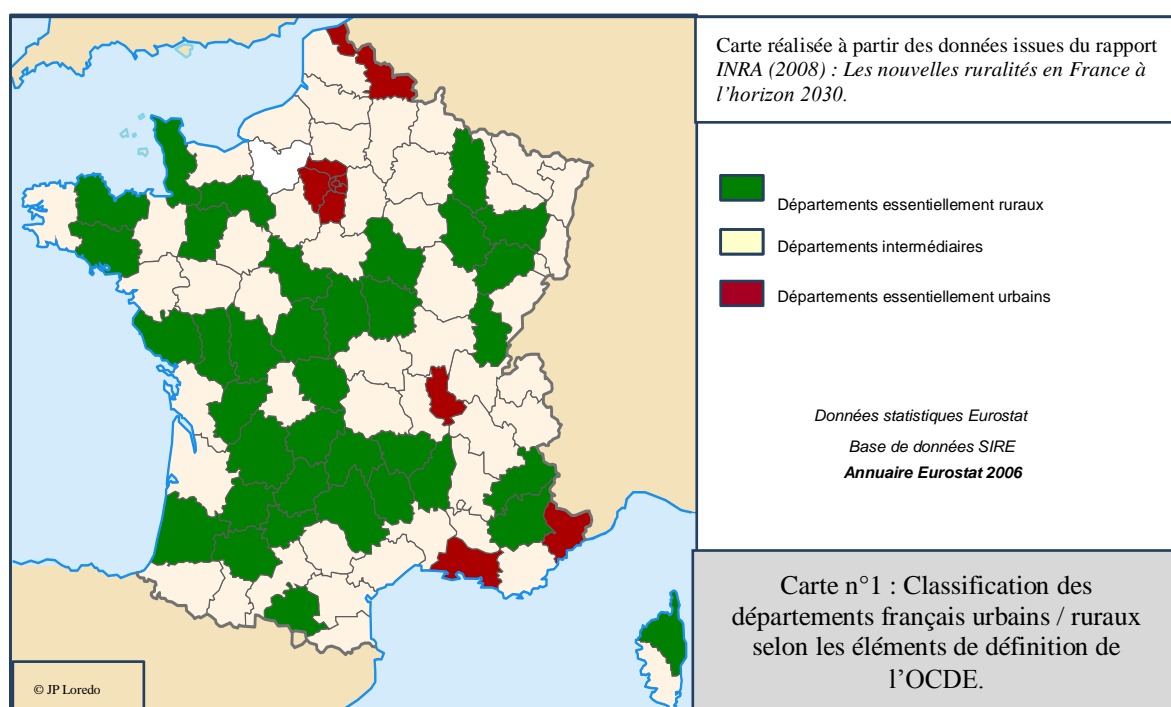 Carte réalisée à partir des données issues du rapport
INRA (2008) : Les nouvelles ruralités en France à
l'horizon 2030.
Départements essentiellement ruraux
Départements intermédiaires
Départements essentiellement urbains
Données statistiques Eurostat
Base de données SIRE
Annuaire Eurostat 2006
Carte n°1 : Classification des
départements français urbains / ruraux
selon les éléments de définition de
l'OCDE.
© JP Loredo